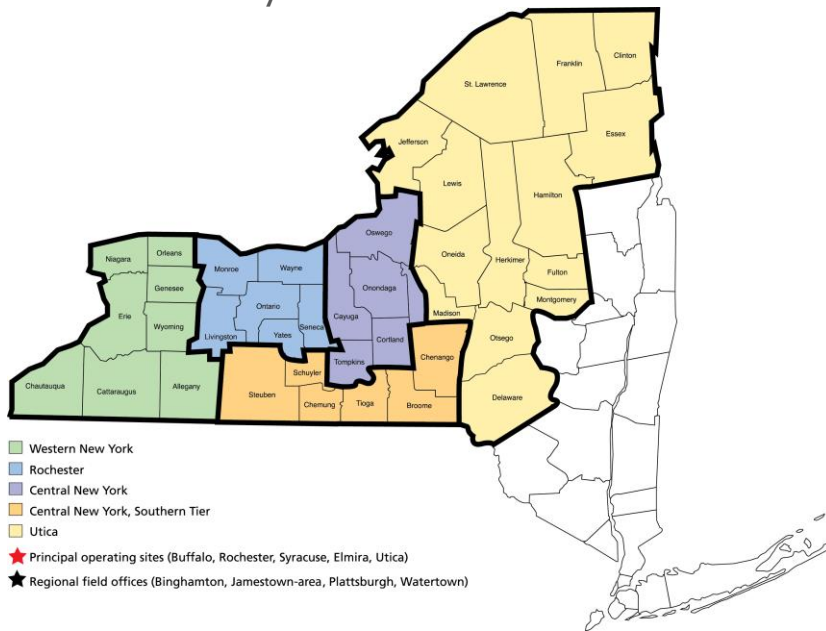 Clinton
Franklin
St. Lawrence
Essex
Jefferson
Lewis
Hamilton
Oswego
Oneida
Herkimer
Fulton
Montgomery
Madison
Niagara
Orleans
Monroe
Wayne
Genesee
Onondaga
Erie
Ontario
Cayuga
Seneca
Wyoming
Livingston
Yates
Cortland
Otsego
Tompkins
Chenango
Schuyler
Chautauqua
Cattaraugus
Allegany
Steuben
Chemung
Tioga
Broome
Delaware
Western New York
Rochester
Central New York
Central New York, Southern Tier
Utica
Principal operating sites (Buffalo, Rochester, Syracuse, Elmira, Utica)
Regional field offices (Binghamton, Jamestown-area, Plattsburgh, Watertown)